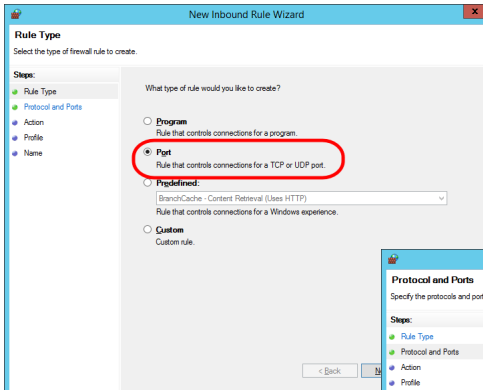 New Inbound Rule Wizard
x
Rule Type
Select the type of firewall rule to create.
Steps:
Rule Type
Protocol and Ports
Action
Profile
Name
What type of rule would you like to create?
Program
Rule that controls connections for a program.
Port
Rule that controls connections for a TCP or UDP port.
Predefined:
BranchCache - Content Retrieval (Uses HTTP)
Rule that controls connections for a Windows experience.
Custom
Custom rule.
< Back
Protocol and Ports
Specify the protocols and
Steps:
Rule Type
Protocol and Ports
Action
Profile